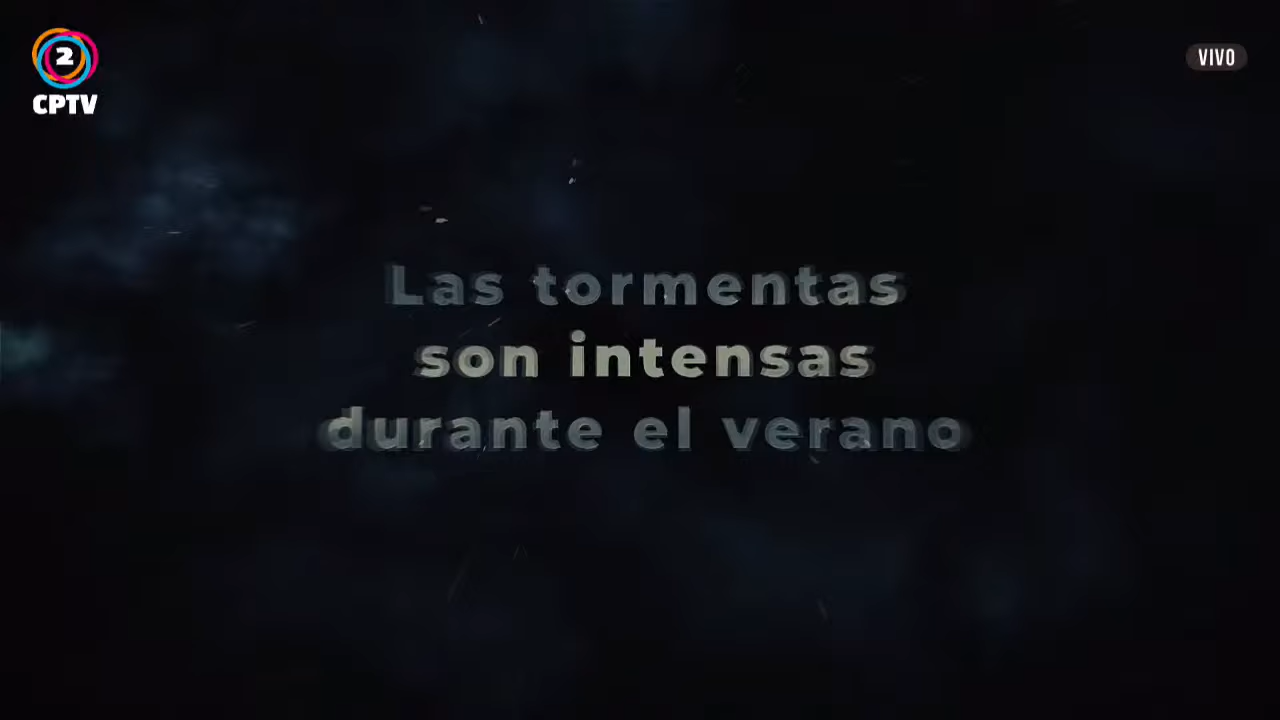 2
CPTV
VIVO
Las tormentas
son intensas
durante el verano